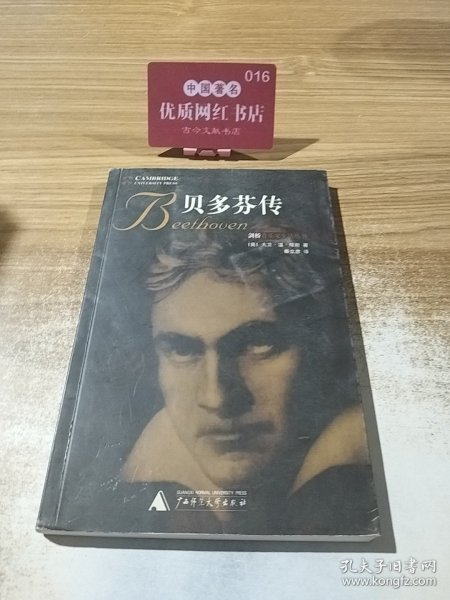 016
中国著名
优质网红书店
古今文献书店
CAMBRIDGE
UNIVERSITY PRESS
贝多芬传
Beethoven
剑桥
GUANGXI NORMAL UNIVERSITY PRESS
广西师范大学出版社
孔夫子旧书网
www.kongfz.com